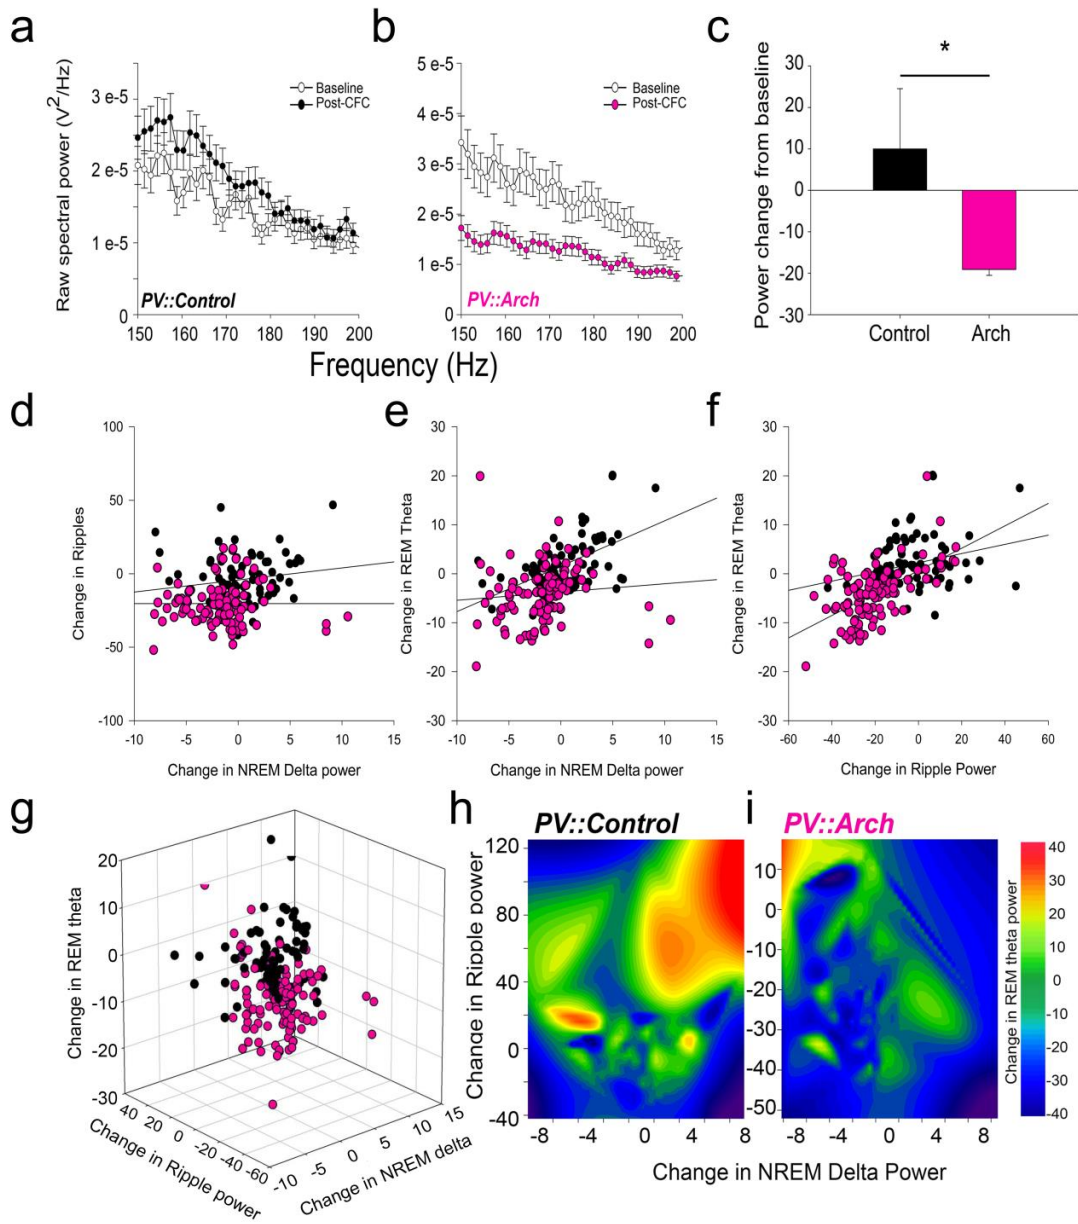 a
Raw spectral power (V2/Hz)
3 e-5
2 e-5
1 e-5
0
Baseline
Post-CFC
PV::Control
150 160 170 180 190 200
b
5 e-5
4 e-5
3 e-5
2 e-5
1 e-5
0
Baseline
Post-CFC
PV::Arch
150 160 170 180 190 200
Frequency (Hz)
c
Power change from baseline
30
20
10
0
-10
-20
-30
*
Control Arch
d
Change in Ripples
100
50
0
-50
-100
-10 -5 0 5 10 15
Change in NREM Delta power
e
Change in REM Theta
30
20
10
0
-10
-20
-30
-10 -5 0 5 10 15
Change in NREM Delta power
f
Change in REM Theta
30
20
10
0
-10
-20
-30
-60 -40 -20 0 20 40 60
Change in Ripple Power
g
Change in REM theta
20
10
0
-10
-20
-30
40 20 0 -20 -40 -60
Change in Ripple power
-10 -5 0 5 10 15
Change in NREM delta
h
PV::Control
Change in Ripple power
120
80
40
0
-40
-8 -4 0 4 8
i
PV::Arch
10
0
-10
-20
-30
-40
-50
-8 -4 0 4 8
Change in NREM Delta Power
Change in REM theta power
40
30
20
10
0
-10
-20
-30
-40